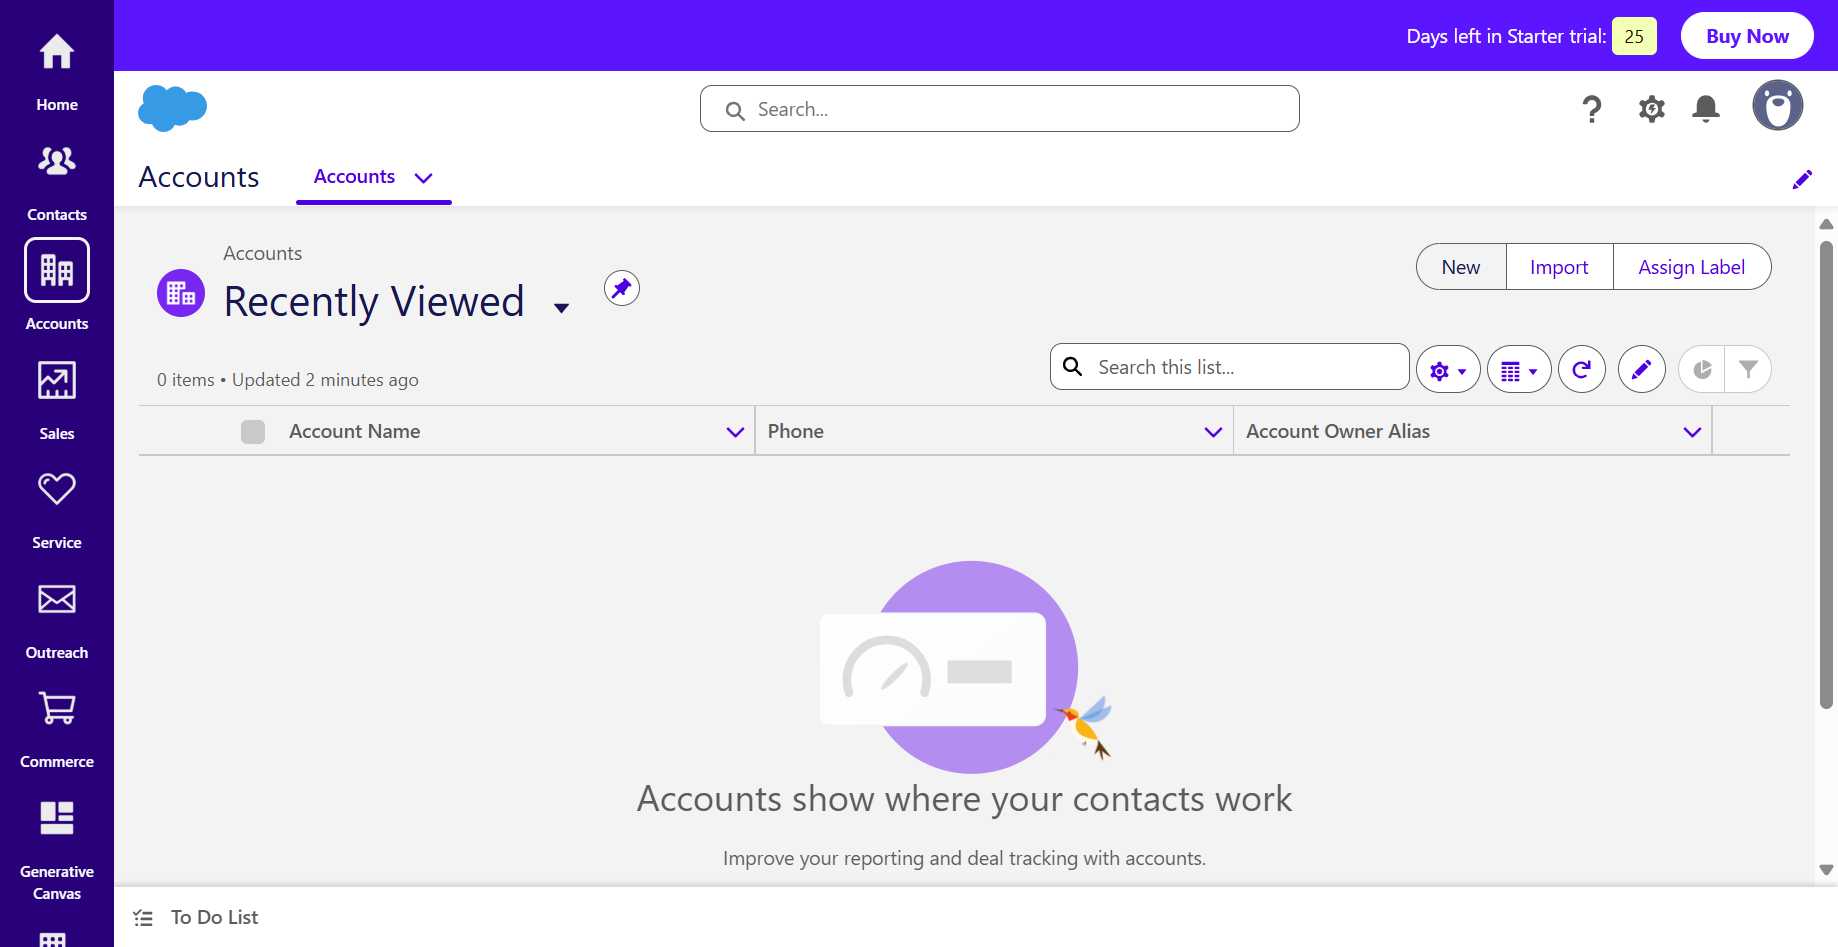 Days left in Starter trial: 25
Buy Now
Home
Contacts
Accounts
Sales
Service
Outreach
Commerce
Generative
Canvas
Search...
Accounts
Accounts
Accounts
Recently Viewed
New
Import
Assign Label
0 items • Updated 2 minutes ago
Search this list...
Account Name
Phone
Account Owner Alias
Accounts show where your contacts work
Improve your reporting and deal tracking with accounts.
To Do List